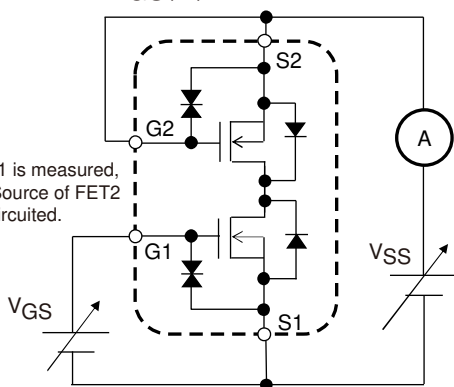 S2
G2
A
1 is measured,
Source of FET2
rcuited.
G1
VSS
VGS
S1